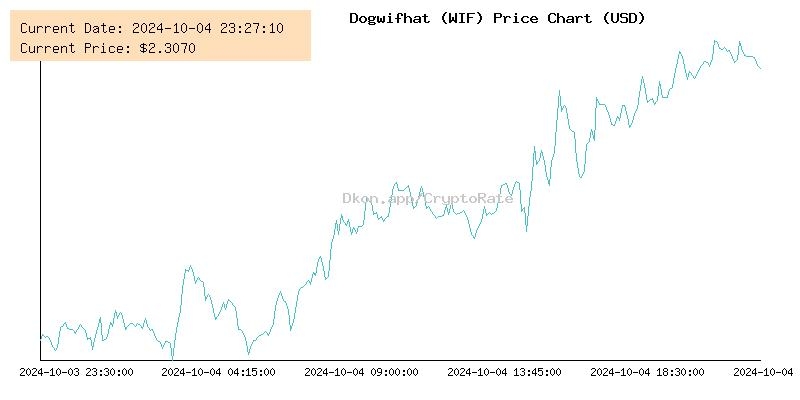 Dogwifhat (WIF) Price Chart (USD)
Current Date: 2024-10-04 23:27:10
Current Price: $2.3070
Dkon.app/CryptoRate
2024-10-03 23:30:00 2024-10-04 04:15:00 2024-10-04 09:00:00 2024-10-04 13:45:00 2024-10-04 18:30:00 2024-10-04